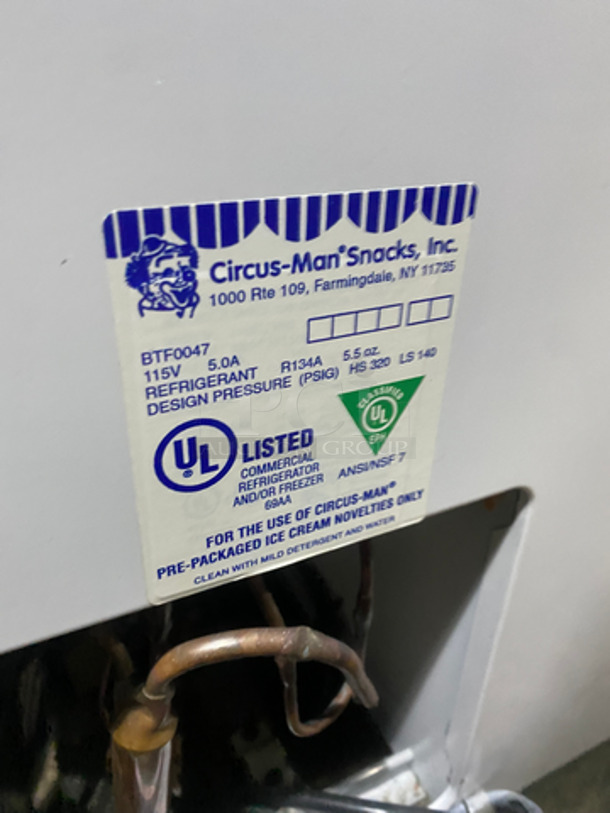 Circus-Man® Snacks, Inc.
1000 Rte 109, Farmingdale, NY 11735
BTF0047
115V 5.0A
REFRIGERANT R134A 5.5 oz.
DESIGN PRESSURE (PSIG) HS 320 LS 140
UL
®
LISTED
COMMERCIAL
REFRIGERATOR
AND/OR FREEZER
69AA
CLASSIFIED
UL
EPH
ANSI/NSF 7
FOR THE USE OF CIRCUS-MAN®
PRE-PACKAGED ICE CREAM NOVELTIES ONLY
CLEAN WITH MILD DETERGENT AND WATER
PCI
AUCTION GROUP